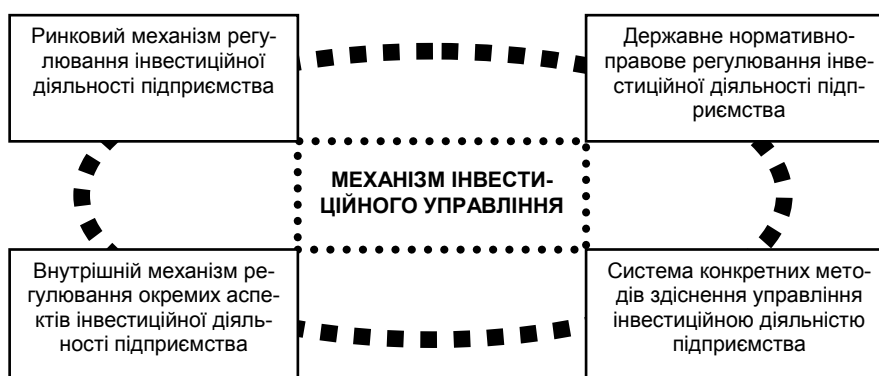 Ринковий механізм регу-
лювання інвестиційної
діяльності підприємства
Державне нормативно-
правове регулювання інве-
стиційної діяльності підп-
риємства
МЕХАНІЗМ ІНВЕСТИ-
ЦІЙНОГО УПРАВЛІННЯ
Внутрішній механізм ре-
гулювання окремих аспе-
ктів інвестиційної діяль-
ності підприємства
Система конкретних мето-
дів здіснення управління
інвестиційною діяльністю
підприємства